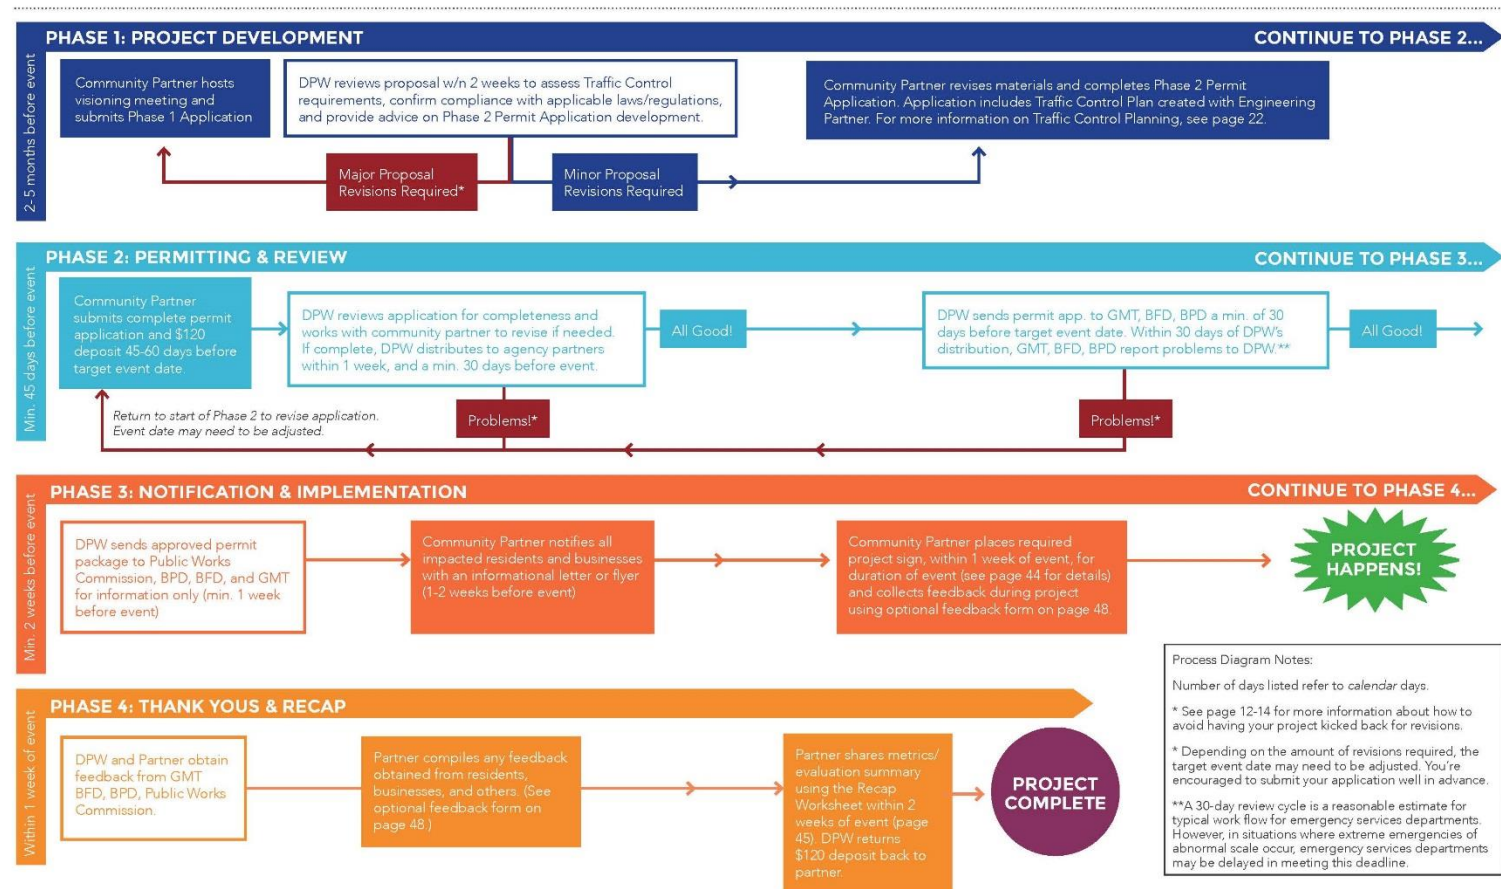 PHASE 1: PROJECT DEVELOPMENT
CONTINUE TO PHASE 2...
2-5 months before event
Community Partner hosts
visioning meeting and
submits Phase 1 Application
DPW reviews proposal w/n 2 weeks to assess Traffic Control
requirements, confirm compliance with applicable laws/regulations,
and provide advice on Phase 2 Permit Application development.
Community Partner revises materials and completes Phase 2 Permit
Application. Application includes Traffic Control Plan created with Engineering
Partner. For more information on Traffic Control Planning, see page 22.
Major Proposal
Revisions Required*
Minor Proposal
Revisions Required
PHASE 2: PERMITTING & REVIEW
CONTINUE TO PHASE 3...
Min. 45 days before event
Community Partner
submits complete permit
application and $120
deposit 45-60 days before
target event date.
DPW reviews application for completeness and
works with community partner to revise if needed.
If complete, DPW distributes to agency partners
within 1 week, and a min. 30 days before event.
All Good!
DPW sends permit app. to GMT, BFD, BPD a min. of 30
days before target event date. Within 30 days of DPW's
distribution, GMT, BFD, BPD report problems to DPW.**
All Good!
Return to start of Phase 2 to revise application.
Event date may need to be adjusted.
Problems!*
Problems!*
PHASE 3: NOTIFICATION & IMPLEMENTATION
CONTINUE TO PHASE 4...
Min. 2 weeks before event
DPW sends approved permit
package to Public Works
Commission, BPD, BFD, and GMT
for information only (min. 1 week
before event)
Community Partner notifies all
impacted residents and businesses
with an informational letter or flyer
(1-2 weeks before event)
Community Partner places required
project sign, within 1 week of event, for
duration of event (see page 44 for details)
and collects feedback during project
using optional feedback form on page 48.
PROJECT
HAPPENS!
PHASE 4: THANK YOUS & RECAP
Within 1 week of event
DPW and Partner obtain
feedback from GMT
BFD, BPD, Public Works
Commission.
Partner compiles any feedback
obtained from residents,
businesses, and others. (See
optional feedback form on
page 48.)
Partner shares metrics/
evaluation summary
using the Recap
Worksheet within 2
weeks of event (page
45). DPW returns
$120 deposit back to
partner.
PROJECT
COMPLETE
Process Diagram Notes:
Number of days listed refer to calendar days.
* See page 12-14 for more information about how to
avoid having your project kicked back for revisions.
* Depending on the amount of revisions required, the
target event date may need to be adjusted. You're
encouraged to submit your application well in advance.
**A 30-day review cycle is a reasonable estimate for
typical work flow for emergency services departments.
However, in situations where extreme emergencies of
abnormal scale occur, emergency services departments
may be delayed in meeting this deadline.